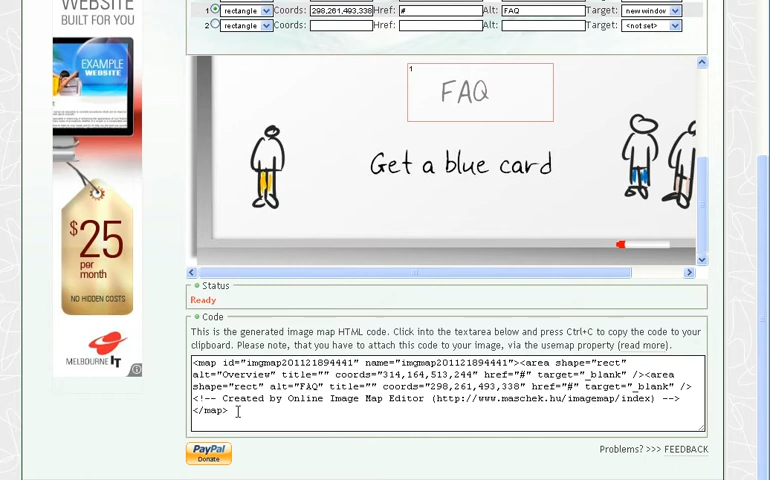 WEBSITE
BUILT FOR YOU
EXAMPLE
WEBSITE
$25
per
month
NO HIDDEN COSTS
MELBOURNE IT
1 rectangle Coords: 298,261,493,338 Href: # Alt: FAQ Target: new window
2 rectangle Coords: Href: Alt: Target: <not set>
1
FAQ
Get a blue card
Status
Ready
Code
This is the generated image map HTML code. Click into the textarea below and press Ctrl+C to copy the code to your
clipboard. Please note, that you have to attach this code to your image, via the usemap property (read more).
<map id="imgmap201121894441" name="imgmap201121894441"><area shape="rect"
alt="Overview" title="" coords="314,164,513,244" href="#" target="_blank" /><area
shape="rect" alt="FAQ" title="" coords="298,261,493,338" href="#" target="_blank" />
<!-- Created by Online Image Map Editor (http://www.maschek.hu/imagemap/index) -->
</map>
PayPal
Donate
Problems? >>> FEEDBACK